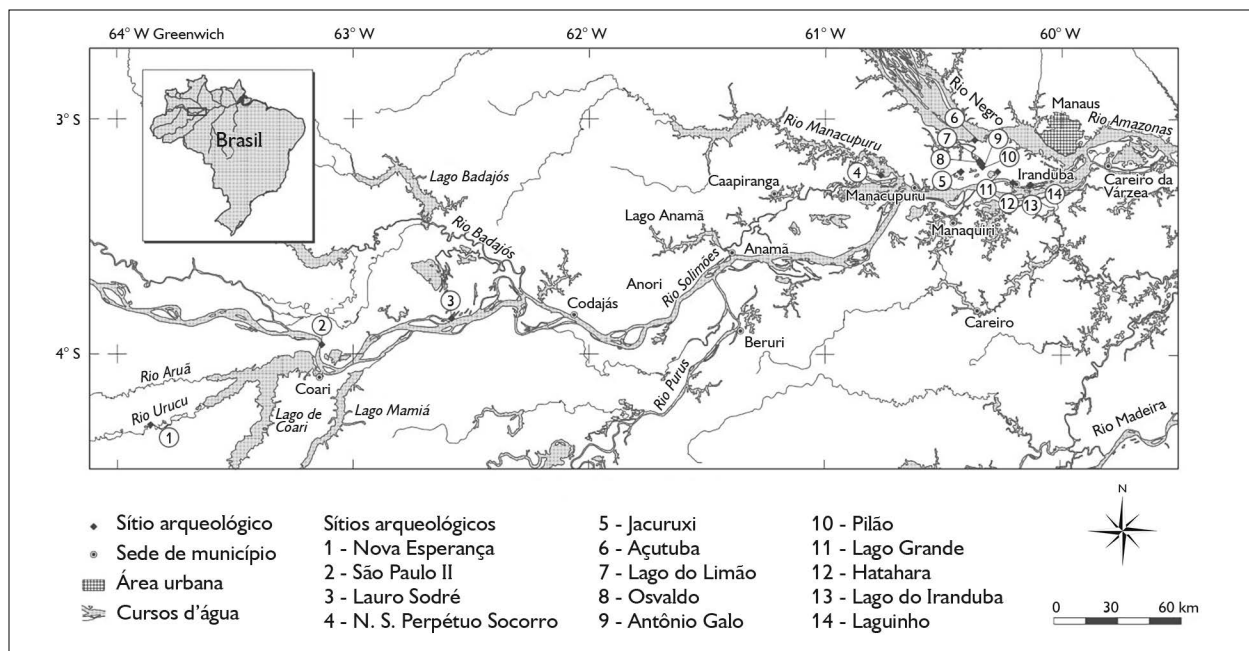 64° W Greenwich
63° W
62° W
61° W
60° W
3° S
4° S
Brasil
Rio Negro
Manaus
Rio Amazonas
Rio Manacupuru
6
7
9
8
10
4
5
Iranduba
Careiro da
Várzea
Lago Badajós
Caapiranga
Manacupuru
11
12
13
14
Manaquiri
Lago Anamã
Rio Badajós
Anamã
Anori
Rio Solimões
3
Codajás
Careiro
2
Beruri
Rio Aruã
Coari
Rio Purus
Rio Urucu
Lago de
Coari
Lago Mamiá
Rio Madeira
1
Sítio arqueológico
Sede de município
Área urbana
Cursos d'água
Sítios arqueológicos
1 - Nova Esperança
2 - São Paulo II
3 - Lauro Sodré
4 - N. S. Perpétuo Socorro
5 - Jacuruxi
6 - Açutuba
7 - Lago do Limão
8 - Osvaldo
9 - Antônio Galo
10 - Pilão
11 - Lago Grande
12 - Hatahara
13 - Lago do Iranduba
14 - Laguinho
N
0 30 60 km